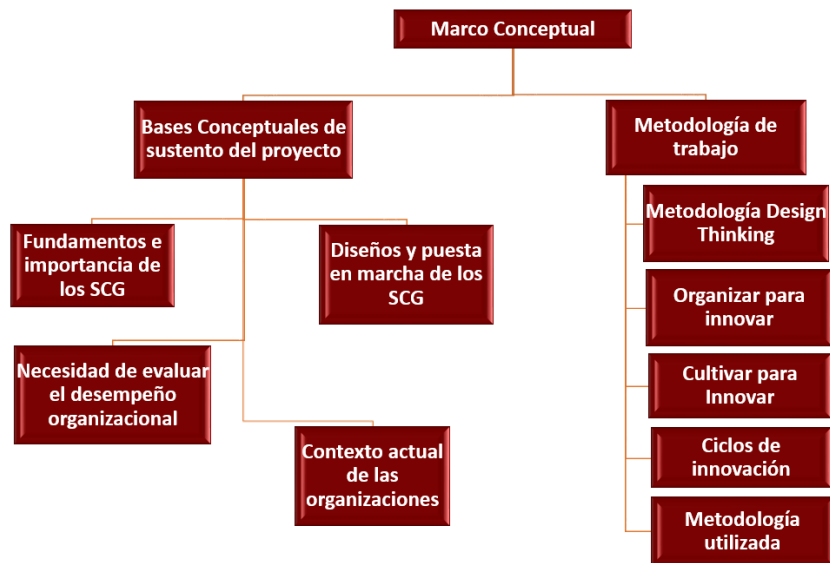 Marco Conceptual
Bases Conceptuales de
sustento del proyecto
Metodología de
trabajo
Fundamentos e
importancia de
los SCG
Diseños y puesta
en marcha de los
SCG
Necesidad de evaluar
el desempeño
organizacional
Contexto actual
de las
organizaciones
Metodología Design
Thinking
Organizar para
innovar
Cultivar para
Innovar
Ciclos de
innovación
Metodología
utilizada